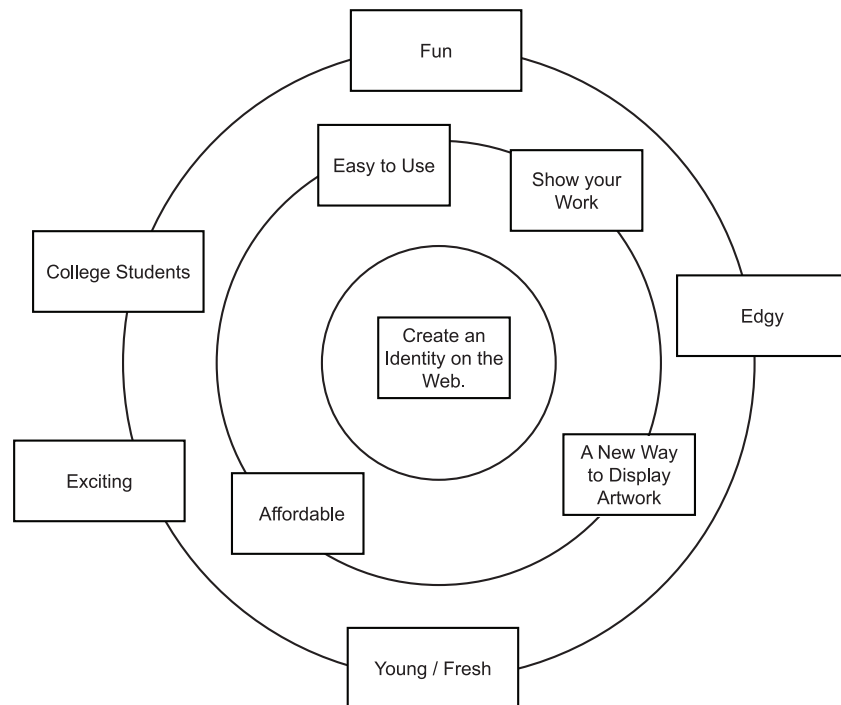 Fun
Easy to Use
Show your
Work
College Students
Edgy
Create an
Identity on the
Web.
A New Way
to Display
Artwork
Exciting
Affordable
Young / Fresh